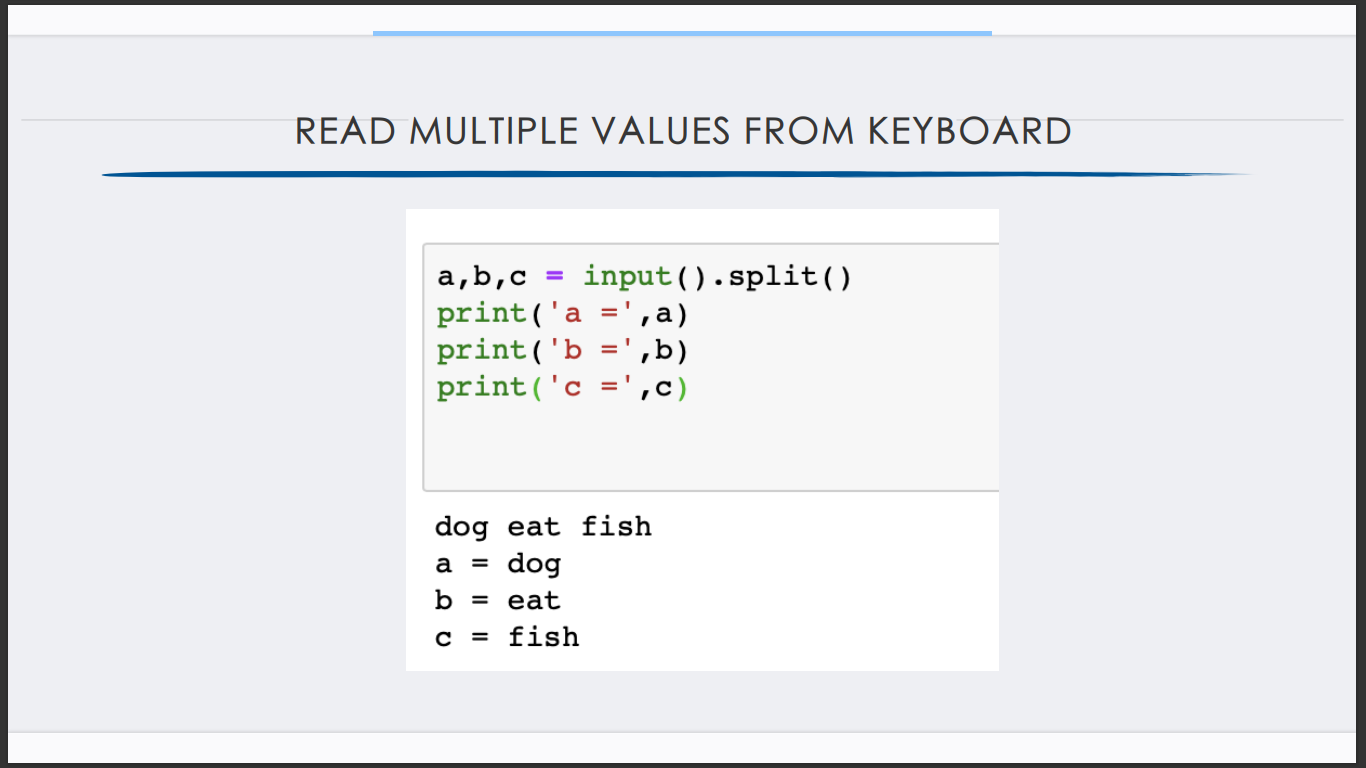 READ MULTIPLE VALUES FROM KEYBOARD
a,b,c = input().split()
print('a =',a)
print('b =',b)
print('c =',c)
dog eat fish
a = dog
b = eat
c = fish